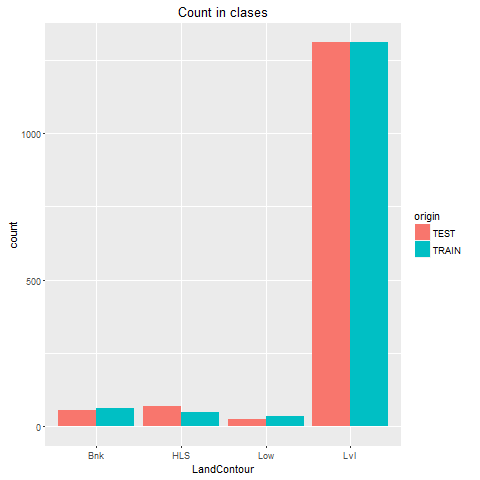 Count in clases
1000
500
0
count
Bnk
HLS
Low
Lvl
LandContour
origin
TEST
TRAIN